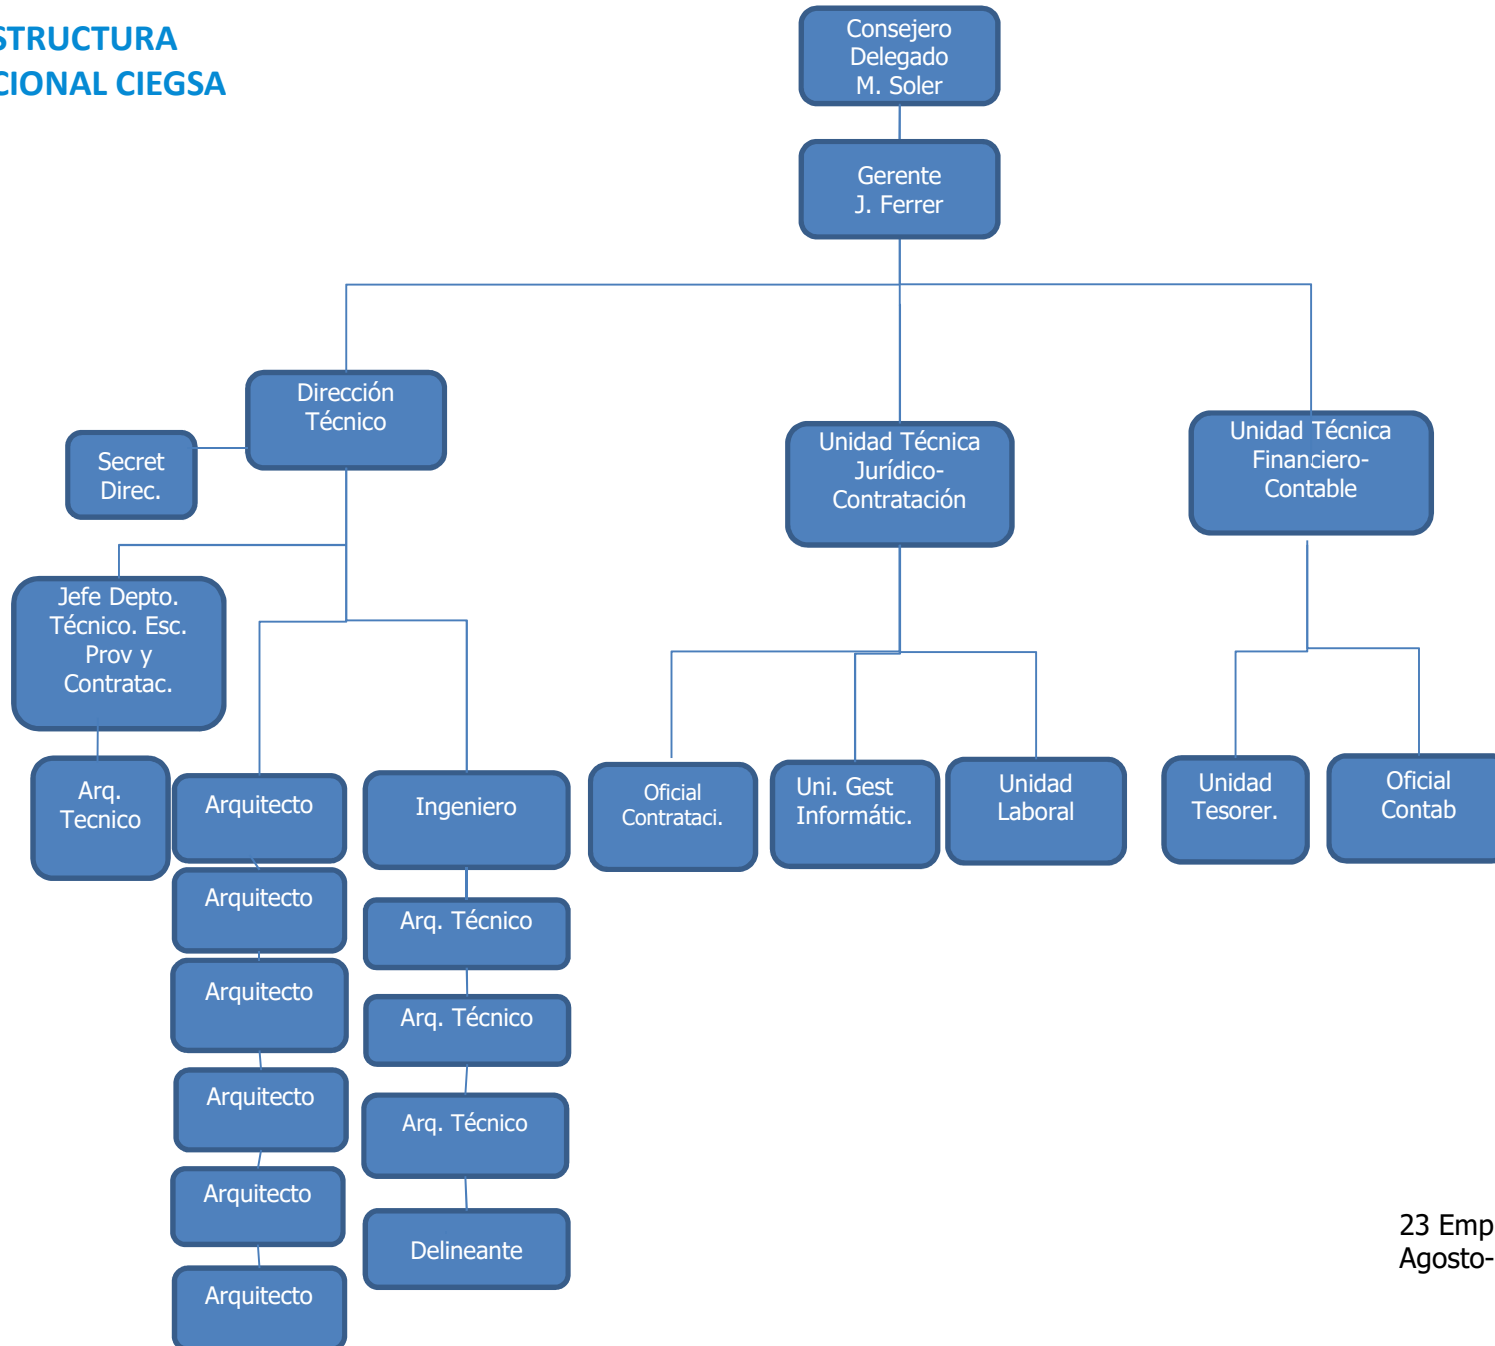 STRUCTURA
CIONAL CIEGSA
Consejero
Delegado
M. Soler
Gerente
J. Ferrer
Dirección
Técnico
Secret
Direc.
Unidad Técnica
Jurídico-
Contratación
Unidad Técnica
Financiero-
Contable
Jefe Depto.
Técnico. Esc.
Prov y
Contratac.
Arq.
Tecnico
Arquitecto
Ingeniero
Oficial
Contrataci.
Uni. Gest
Informátic.
Unidad
Laboral
Unidad
Tesorer.
Oficial
Contab
Arquitecto
Arq. Técnico
Arquitecto
Arq. Técnico
Arquitecto
Arq. Técnico
Arquitecto
Delineante
Arquitecto
23 Emp
Agosto-